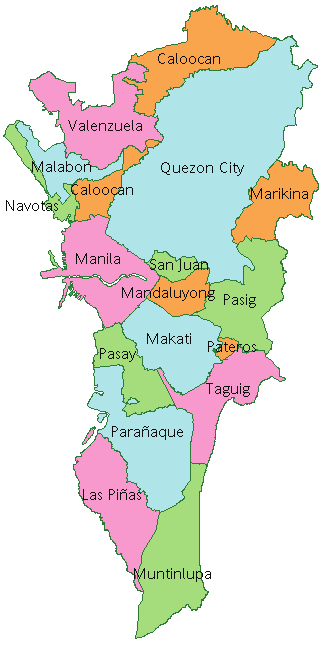 Caloocan
Valenzuela
Malabon
Quezon City
Caloocan
Marikina
Navotas
Manila
San Juan
Mandaluyong
Pasig
Makati
Pateros
Pasay
Taguig
Parañaque
Las Piñas
Muntinlupa